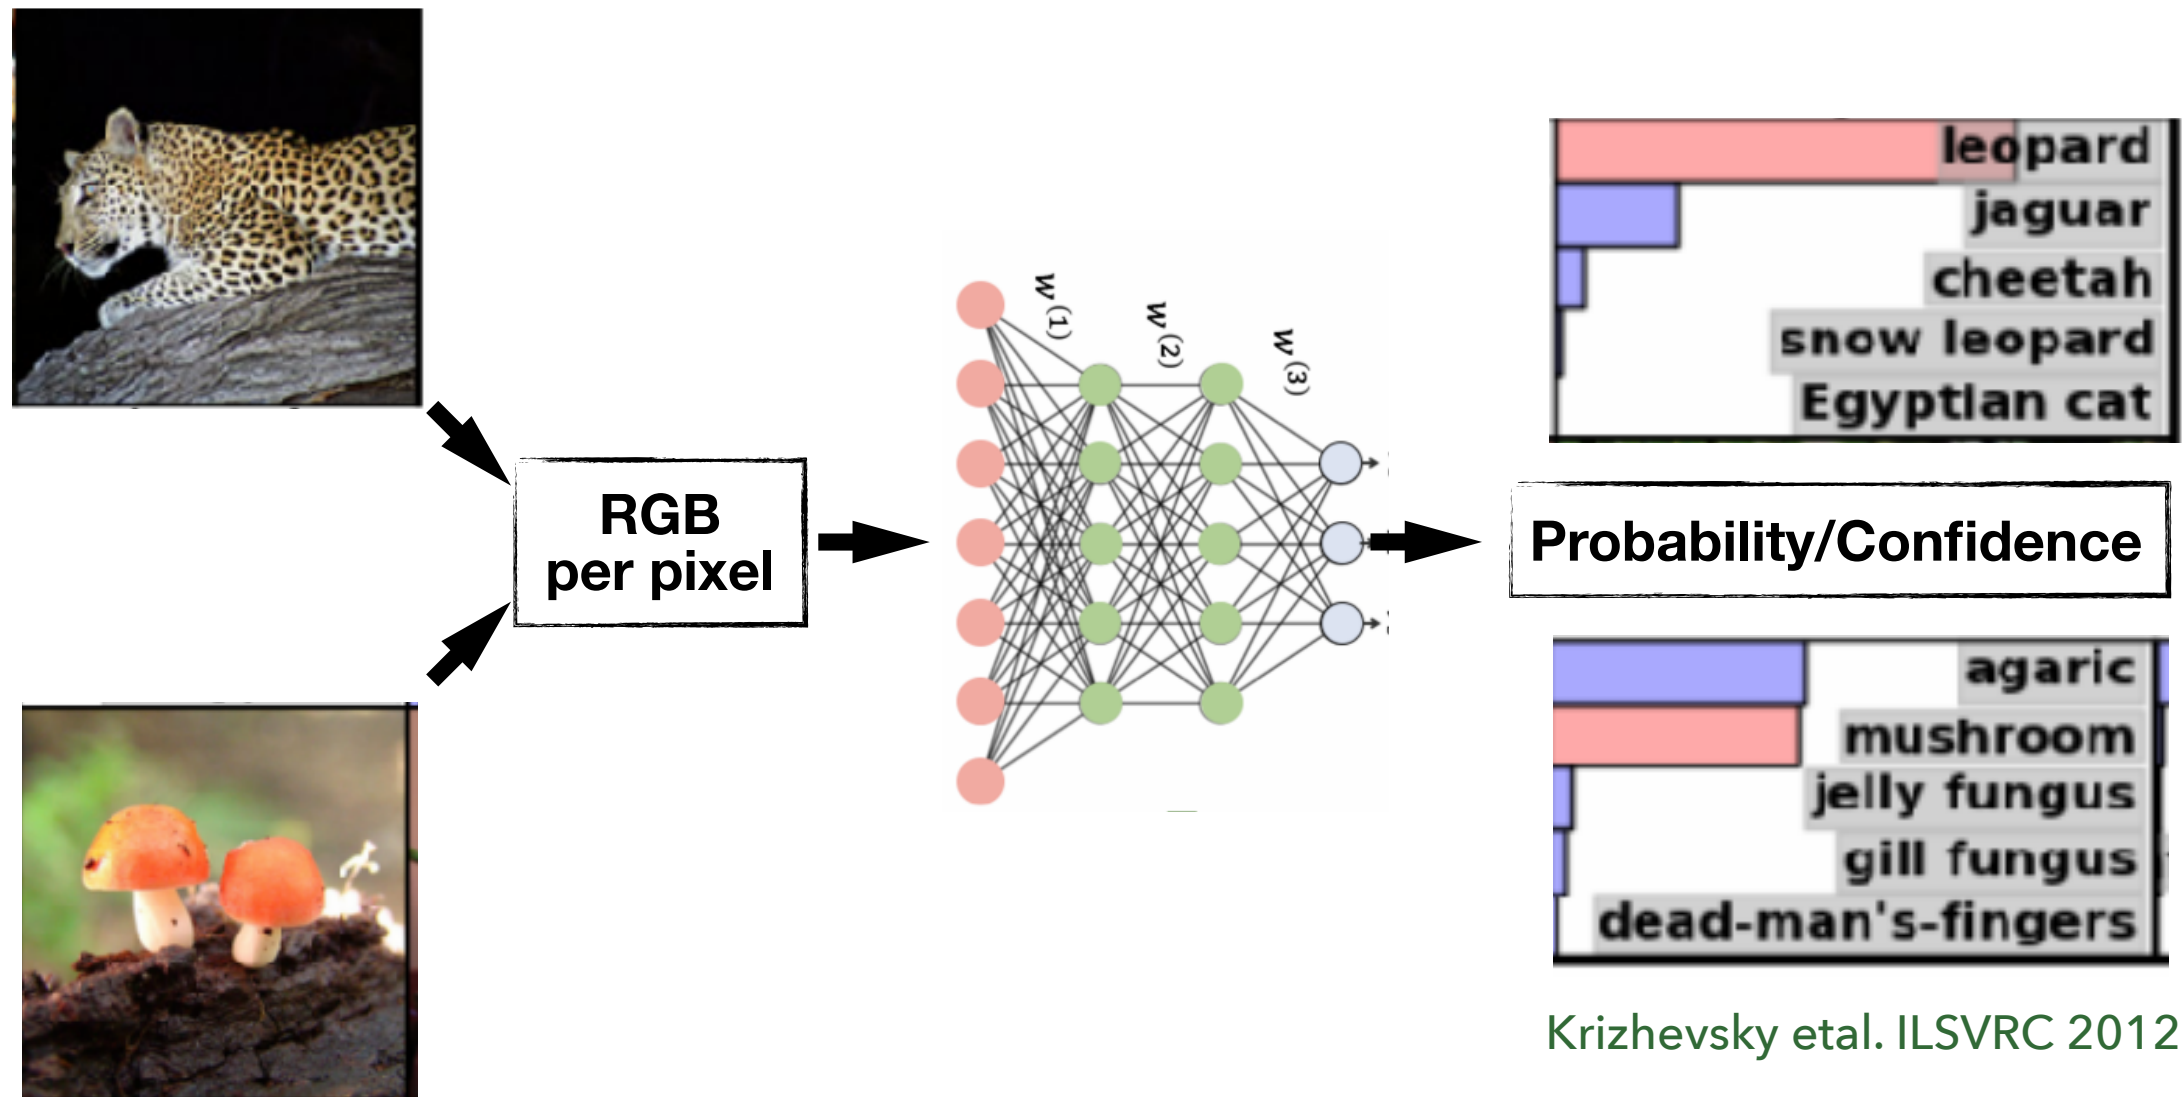 RGB
per pixel
w(1)
w(2)
w(3)
leopard
jaguar
cheetah
snow leopard
Egyptian cat
Probability/Confidence
agaric
mushroom
jelly fungus
gill fungus
dead-man's-fingers
Krizhevsky etal. ILSVRC 2012